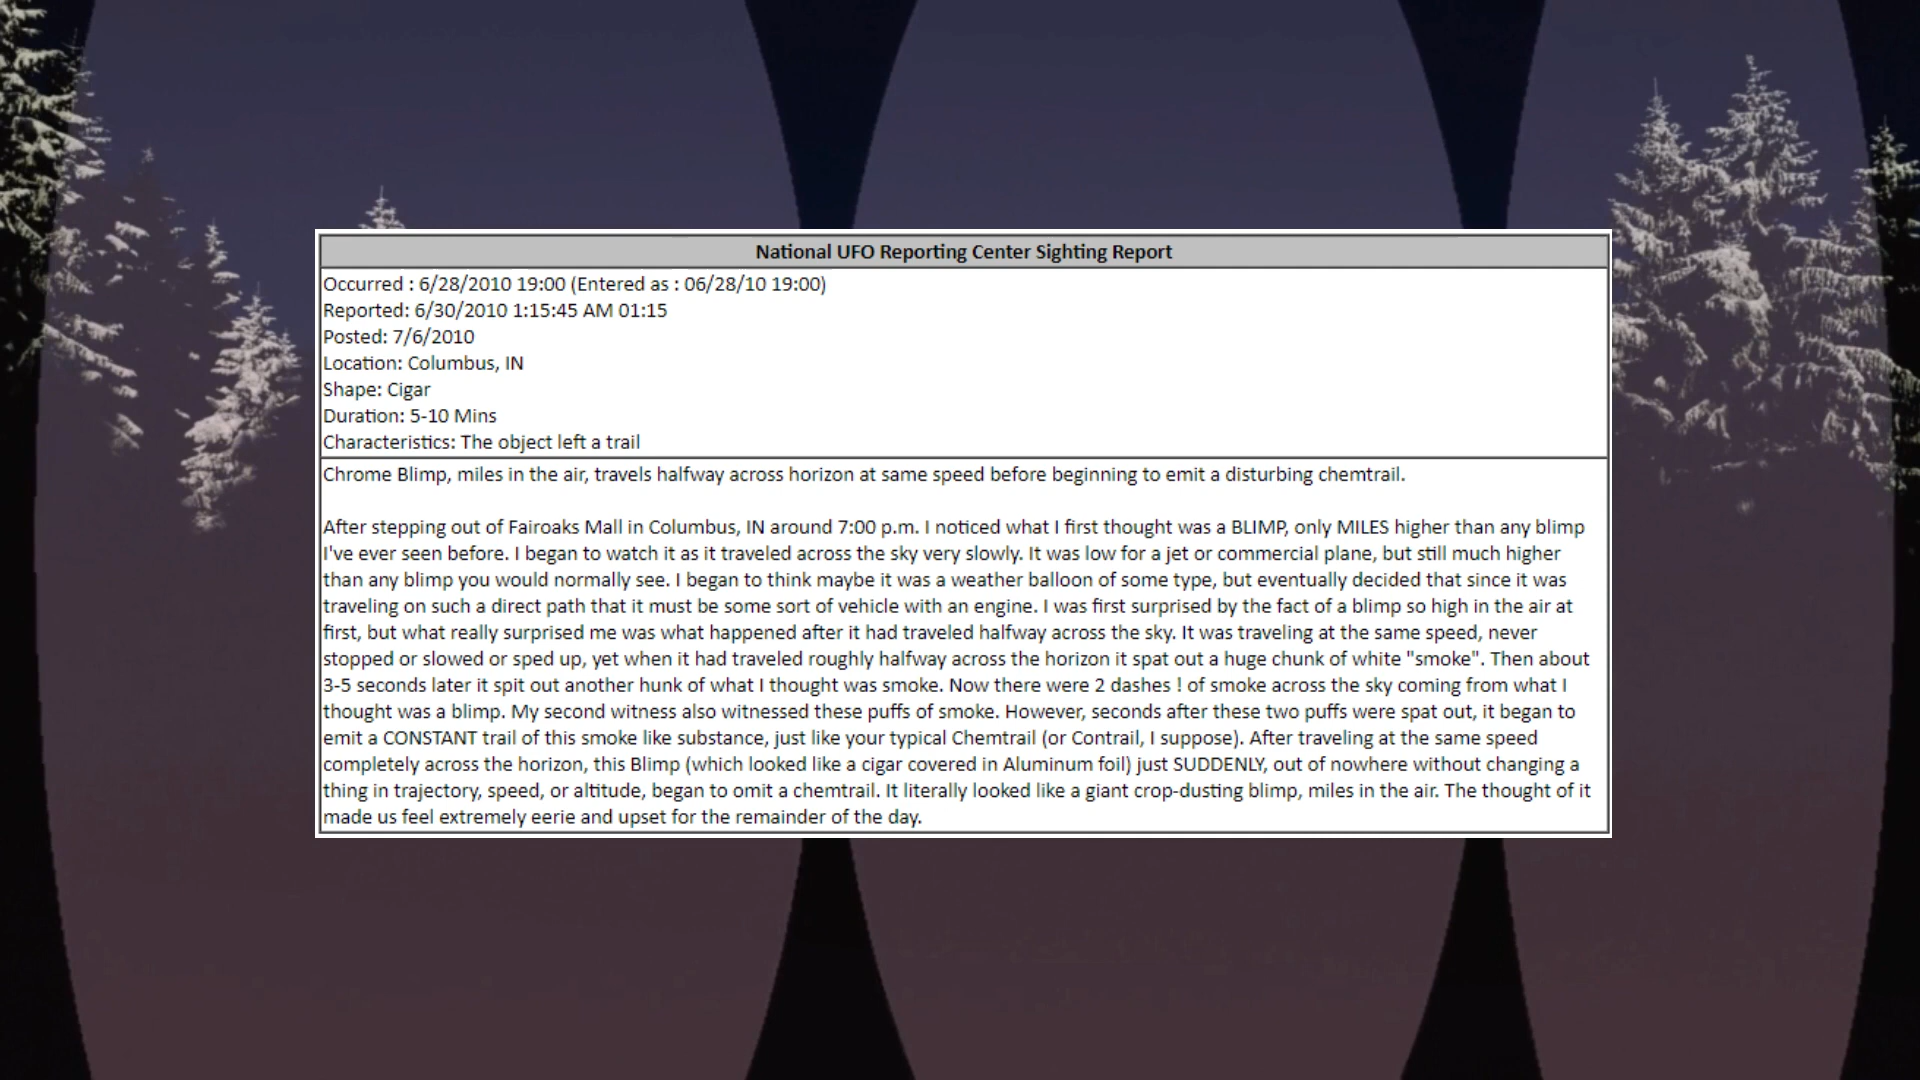 National UFO Reporting Center Sighting Report
Occurred : 6/28/2010 19:00 (Entered as : 06/28/10 19:00)
Reported: 6/30/2010 1:15:45 AM 01:15
Posted: 7/6/2010
Location: Columbus, IN
Shape: Cigar
Duration: 5-10 Mins
Characteristics: The object left a trail
Chrome Blimp, miles in the air, travels halfway across horizon at same speed before beginning to emit a disturbing chemtrail.
After stepping out of Fairoaks Mall in Columbus, IN around 7:00 p.m. I noticed what I first thought was a BLIMP, only MILES higher than any blimp
I've ever seen before. I began to watch it as it traveled across the sky very slowly. It was low for a jet or commercial plane, but still much higher
than any blimp you would normally see. I began to think maybe it was a weather balloon of some type, but eventually decided that since it was
traveling on such a direct path that it must be some sort of vehicle with an engine. I was first surprised by the fact of a blimp so high in the air at
first, but what really surprised me was what happened after it had traveled halfway across the sky. It was traveling at the same speed, never
stopped or slowed or sped up, yet when it had traveled roughly halfway across the horizon it spat out a huge chunk of white "smoke". Then about
3-5 seconds later it spit out another hunk of what I thought was smoke. Now there were 2 dashes ! of smoke across the sky coming from what I
thought was a blimp. My second witness also witnessed these puffs of smoke. However, seconds after these two puffs were spat out, it began to
emit a CONSTANT trail of this smoke like substance, just like your typical Chemtrail (or Contrail, I suppose). After traveling at the same speed
completely across the horizon, this Blimp (which looked like a cigar covered in Aluminum foil) just SUDDENLY, out of nowhere without changing a
thing in trajectory, speed, or altitude, began to omit a chemtrail. It literally looked like a giant crop-dusting blimp, miles in the air. The thought of it
made us feel extremely eerie and upset for the remainder of the day.